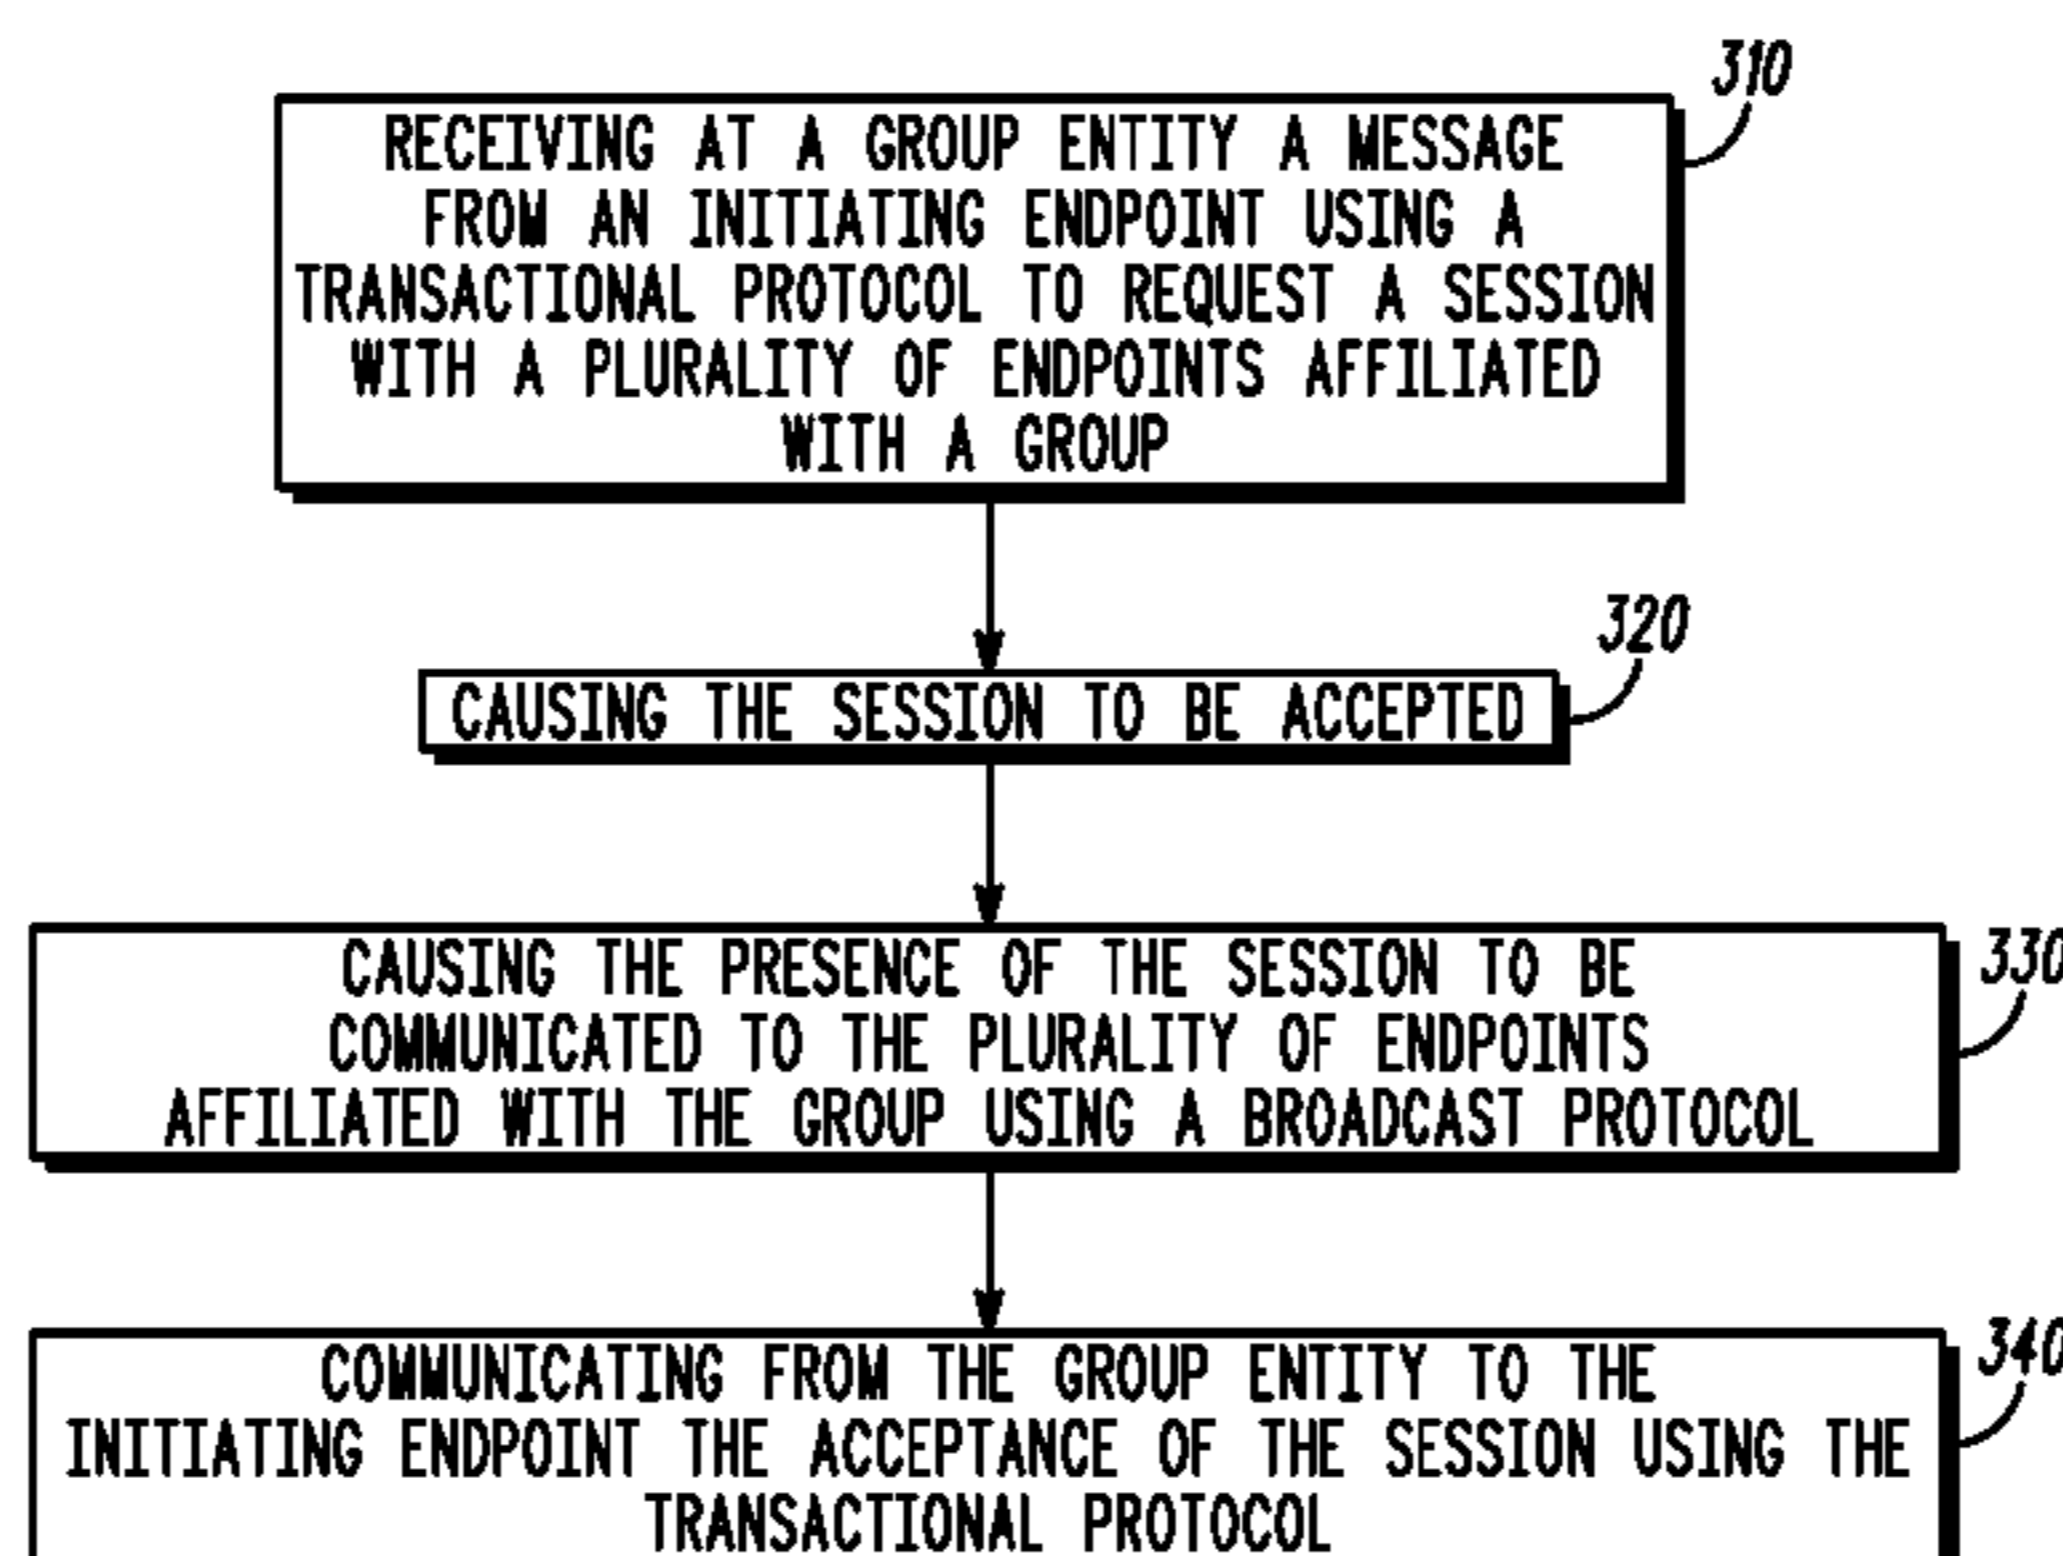 310
RECEIVING AT A GROUP ENTITY A MESSAGE
FROM AN INITIATING ENDPOINT USING A
TRANSACTIONAL PROTOCOL TO REQUEST A SESSION
WITH A PLURALITY OF ENDPOINTS AFFILIATED
WITH A GROUP
320
CAUSING THE SESSION TO BE ACCEPTED
330
CAUSING THE PRESENCE OF THE SESSION TO BE
COMMUNICATED TO THE PLURALITY OF ENDPOINTS
AFFILIATED WITH THE GROUP USING A BROADCAST PROTOCOL
340
COMMUNICATING FROM THE GROUP ENTITY TO THE
INITIATING ENDPOINT THE ACCEPTANCE OF THE SESSION USING THE
TRANSACTIONAL PROTOCOL